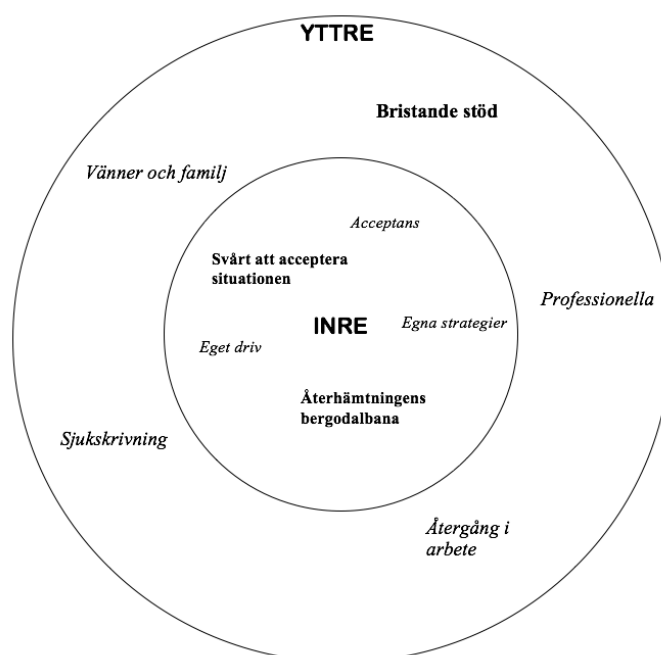 YTTRE
Bristande stöd
Vänner och familj
Acceptans
Svårt att acceptera
situationen
Professionella
INRE
Egna strategier
Eget driv
Återhämtningens
bergodalbana
Sjukskrivning
Återgång i
arbete